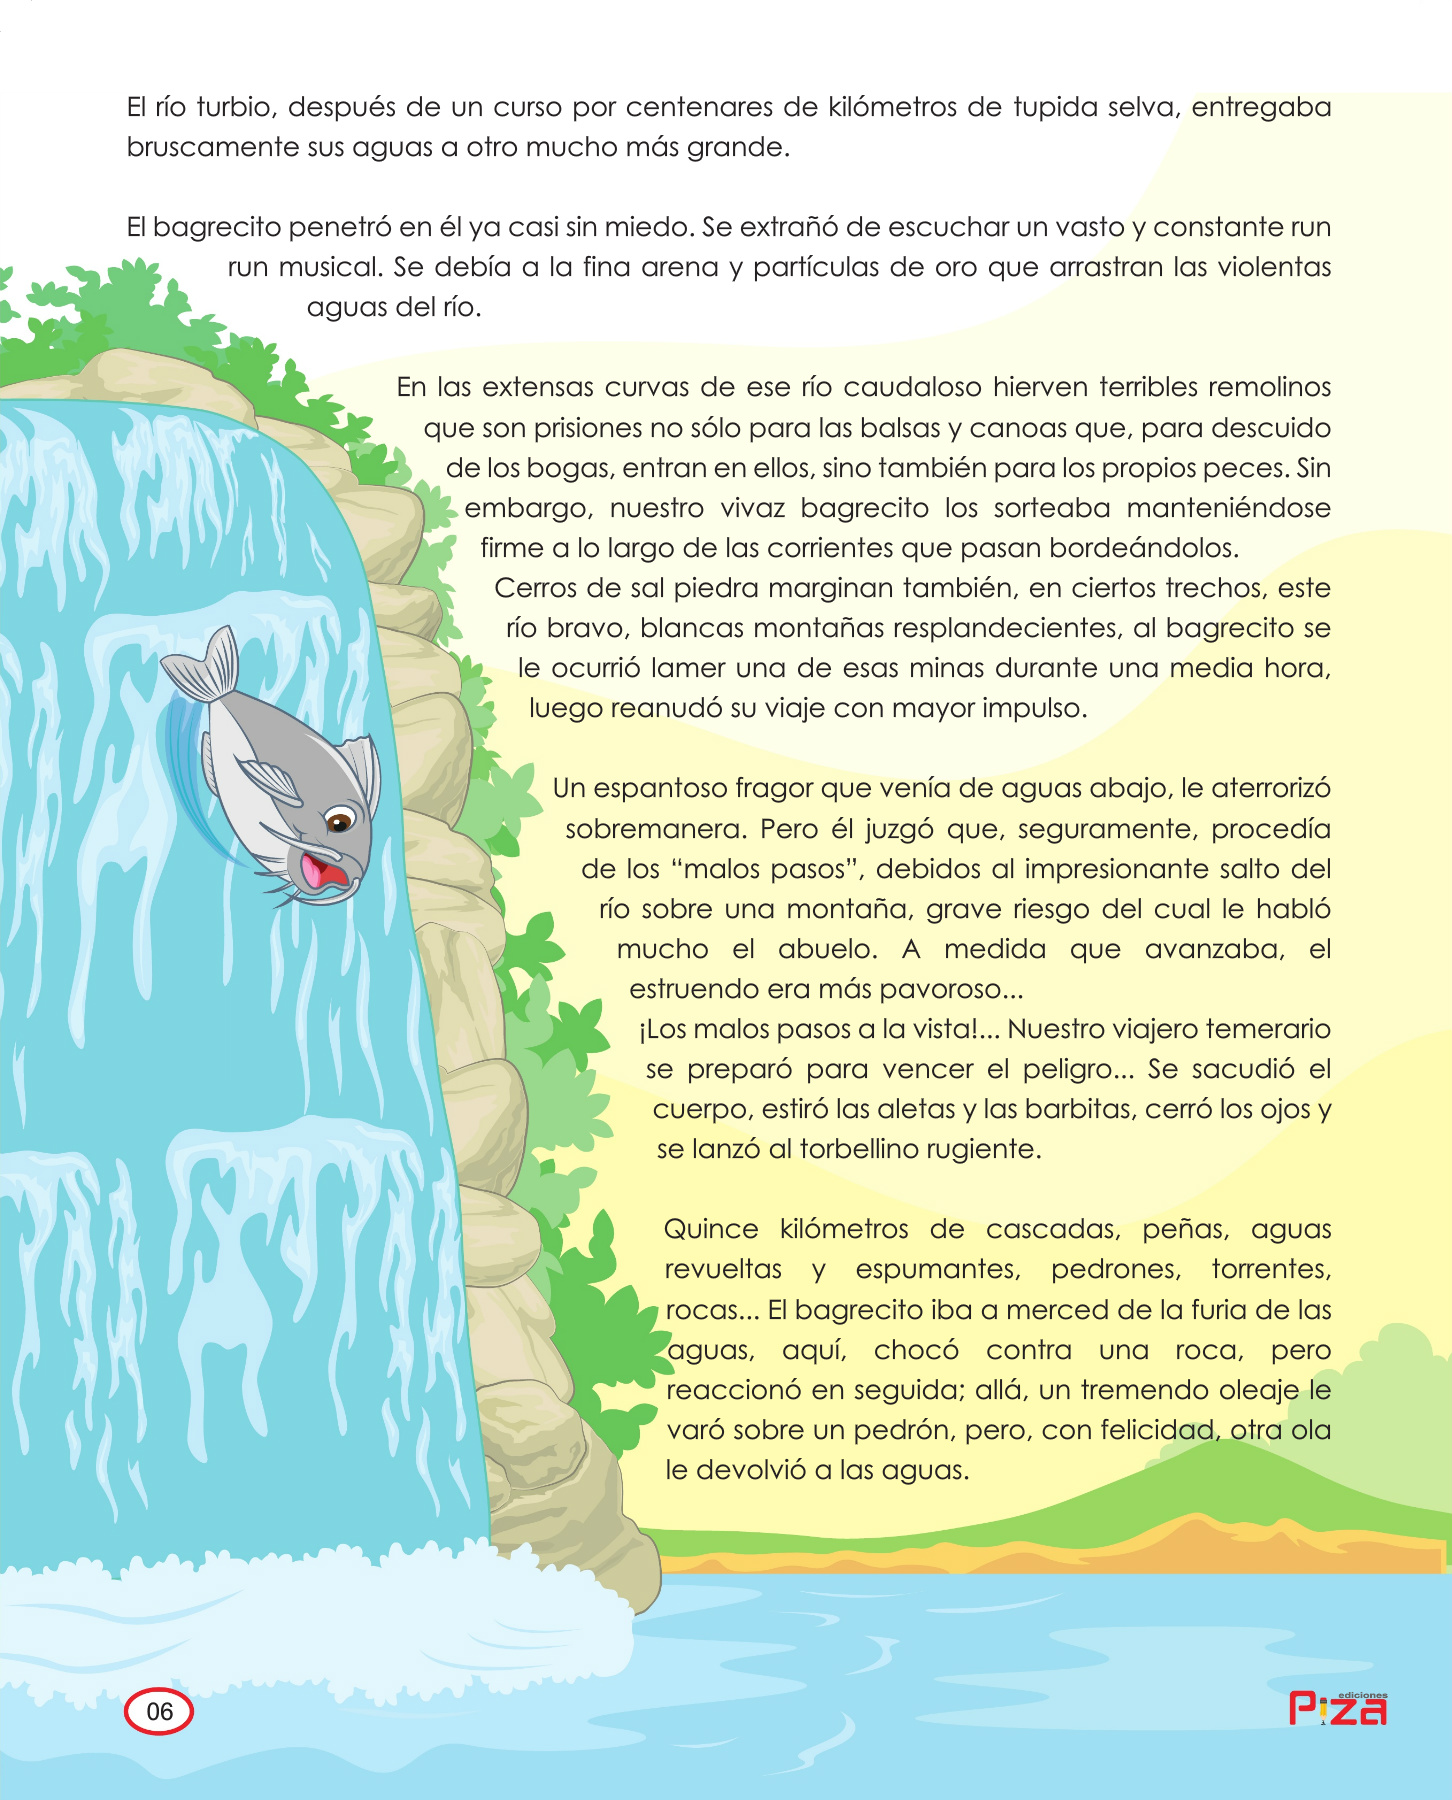 El río turbio, después de un curso por centenares de kilómetros de tupida selva, entregaba
bruscamente sus aguas a otro mucho más grande.
El bagrecito penetró en él ya casi sin miedo. Se extrañó de escuchar un vasto y constante run
run musical. Se debía a la fina arena y partículas de oro que arrastran las violentas
aguas del río.
En las extensas curvas de ese río caudaloso hierven terribles remolinos
que son prisiones no sólo para las balsas y canoas que, para descuido
de los bogas, entran en ellos, sino también para los propios peces. Sin
embargo, nuestro vivaz bagrecito los sorteaba manteniéndose
firme a lo largo de las corrientes que pasan bordeándolos.
Cerros de sal piedra marginan también, en ciertos trechos, este
río bravo, blancas montañas resplandecientes, al bagrecito se
le ocurrió lamer una de esas minas durante una media hora,
luego reanudó su viaje con mayor impulso.
Un espantoso fragor que venía de aguas abajo, le aterrorizó
sobremanera. Pero él juzgó que, seguramente, procedía
de los “malos pasos”, debidos al impresionante salto del
río sobre una montaña, grave riesgo del cual le habló
mucho el abuelo. A medida que avanzaba, el
estruendo era más pavoroso...
¡Los malos pasos a la vista!... Nuestro viajero temerario
se preparó para vencer el peligro... Se sacudió el
cuerpo, estiró las aletas y las barbitas, cerró los ojos y
se lanzó al torbellino rugiente.
Quince kilómetros de cascadas, peñas, aguas
revueltas y espumantes, pedrones, torrentes,
rocas... El bagrecito iba a merced de la furia de las
aguas, aquí, chocó contra una roca, pero
reaccionó en seguida; allá, un tremendo oleaje le
varó sobre un pedrón, pero, con felicidad, otra ola
le devolvió a las aguas.
06
ediciones
Piza